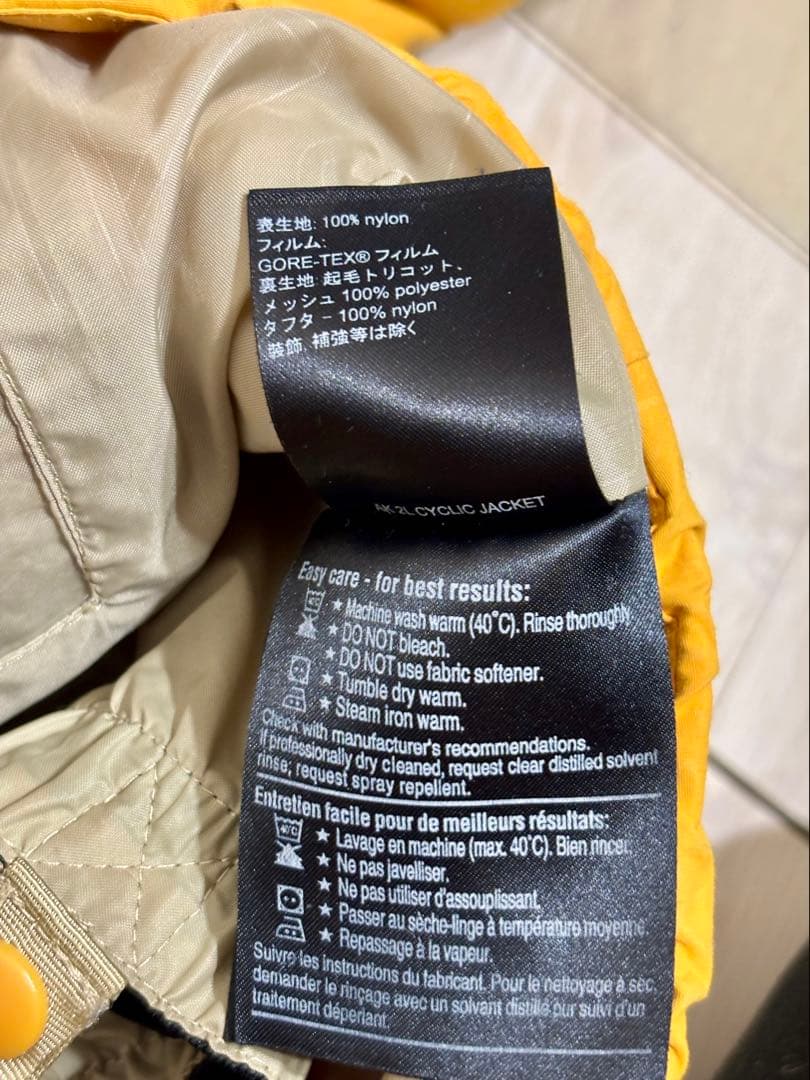 表生地: 100% nylon
フィルム:
GORE-TEX® フィルム
裏生地: 起毛トリコット、
メッシュ 100% polyester
タフター 100% nylon
装飾, 補強等は除く
AK 2L CYCLIC JACKET
Easy care - for best results:
★ Machine wash warm (40°C). Rinse thoroughly
★ DO NOT bleach.
★ DO NOT use fabric softener.
★ Tumble dry warm.
★ Steam iron warm.
Check with manufacturer's recommendations.
If professionally dry cleaned, request clear distilled solvent
rinse; request spray repellent.
Entretien facile pour de meilleurs résultats:
40°C
★ Lavage en machine (max. 40°C). Bien rincer.
★ Ne pas javelliser.
★ Ne pas utiliser d'assouplissant.
★ Passer au sèche-linge à température moyenne.
★ Repassage à la vapeur.
Suivre les instructions du fabricant. Pour le nettoyage à sec,
demander le rinçage avec un solvant distillé pur suivi d'un
traitement déperlant.